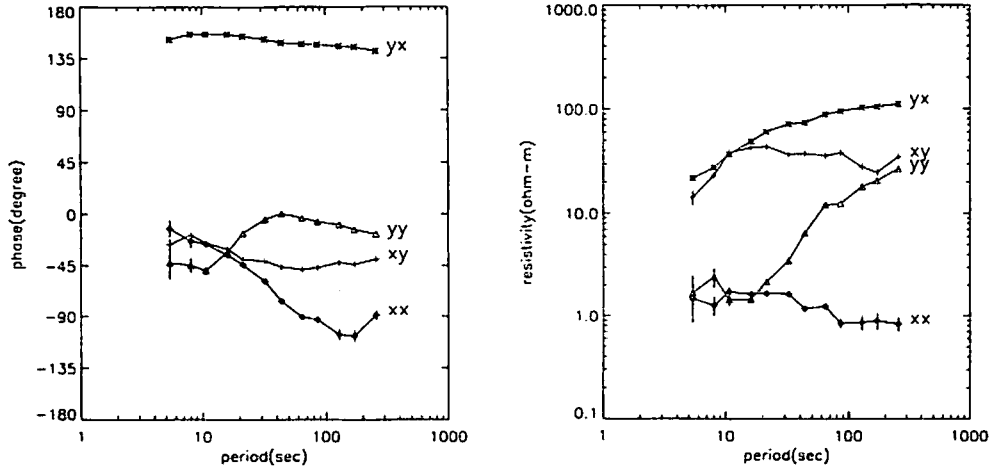 180
135
90
45
0
-45
-90
-135
-180
phase(degree)
yx
yy
xy
xx
1
10
100
1000
period(sec)
1000.0
100.0
10.0
1.0
0.1
resistivity(ohm-m)
yx
xy
yy
xx
1
10
100
1000
period(sec)